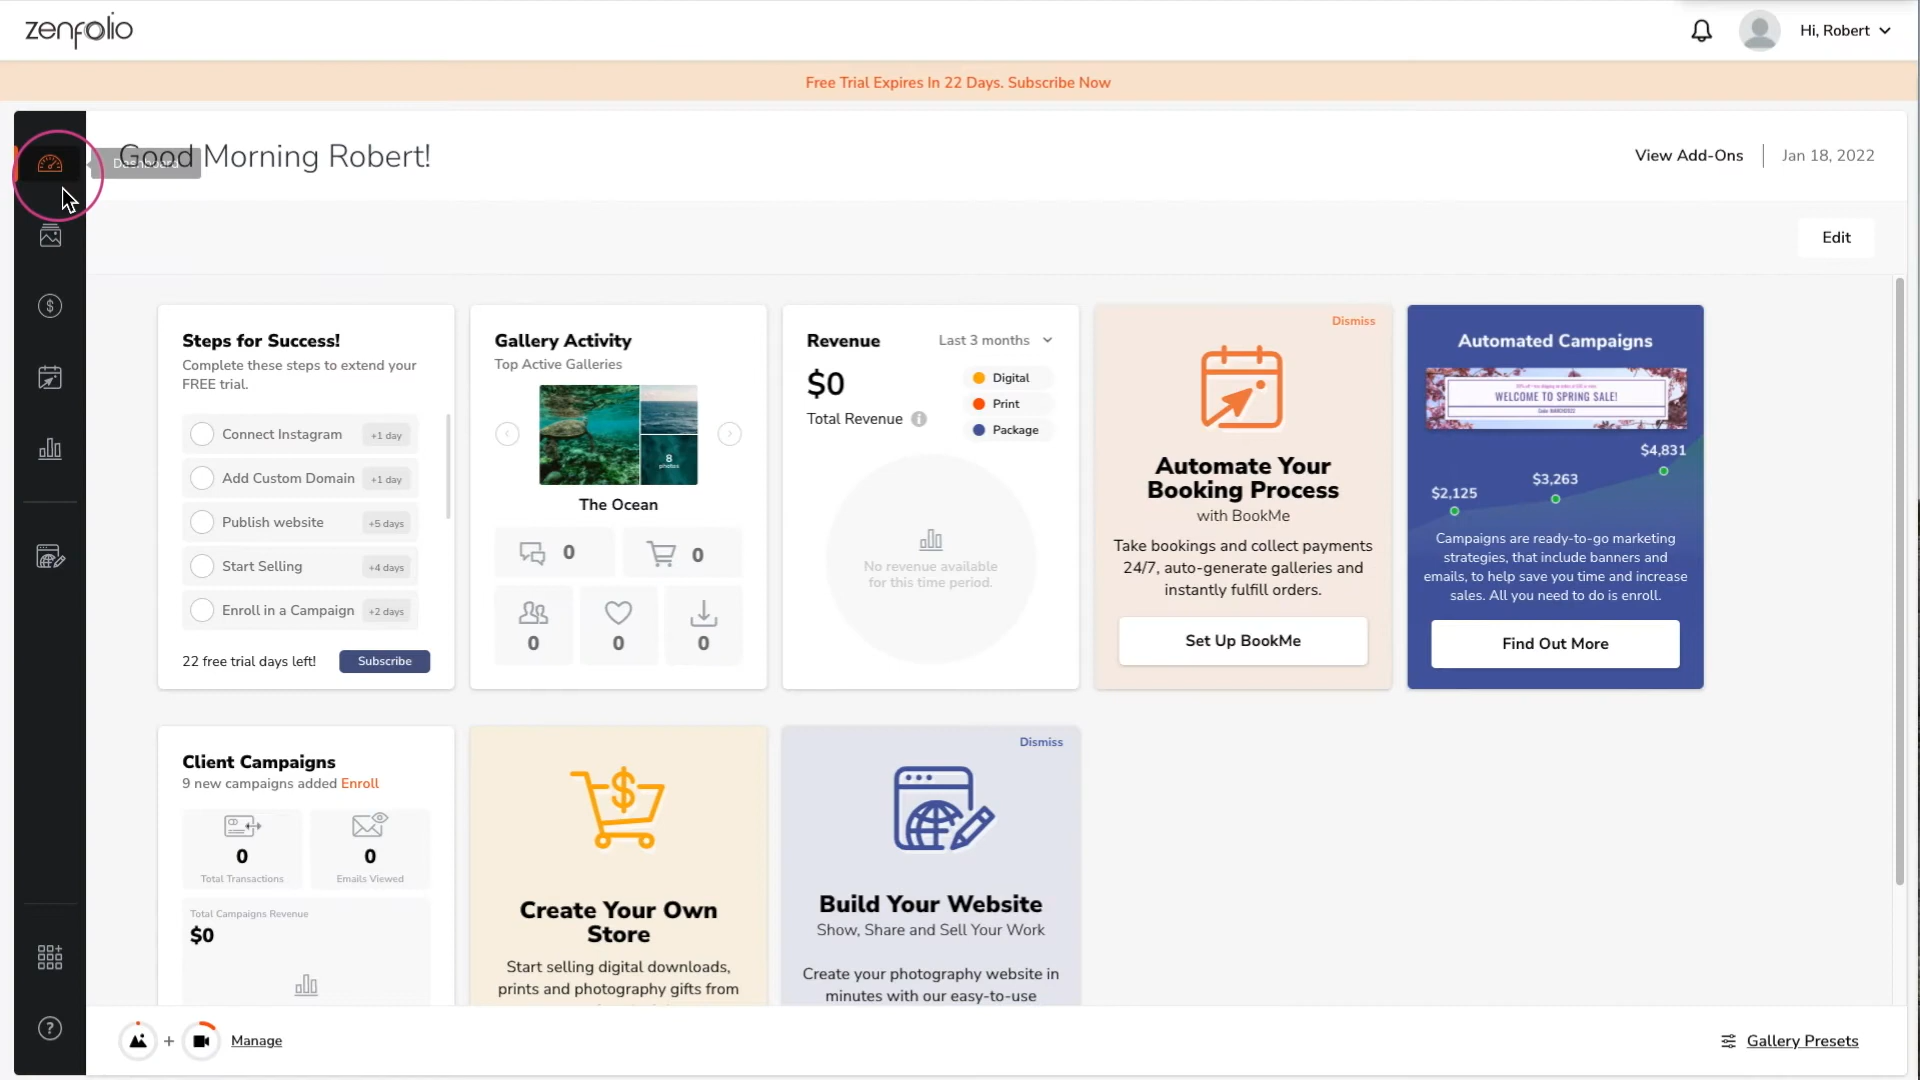 zenfolio
Hi, Robert
Free Trial Expires In 22 Days. Subscribe Now
Dashboard
Good Morning Robert!
View Add-Ons
Jan 18, 2022
Edit
Steps for Success!
Complete these steps to extend your
FREE trial.
Connect Instagram +1 day
Add Custom Domain +1 day
Publish website +5 days
Start Selling +4 days
Enroll in a Campaign +2 days
22 free trial days left! Subscribe
Gallery Activity
Top Active Galleries
8
photos
The Ocean
0 0
0 0 0
Revenue Last 3 months
$0
Total Revenue
Digital
Print
Package
No revenue available
for this time period.
Dismiss
Automate Your
Booking Process
with BookMe
Take bookings and collect payments
24/7, auto-generate galleries and
instantly fulfill orders.
Set Up BookMe
Automated Campaigns
WELCOME TO SPRING SALE!
$4,831
$3,263
$2,125
Campaigns are ready-to-go marketing
strategies, that include banners and
emails, to help save you time and increase
sales. All you need to do is enroll.
Find Out More
Client Campaigns
9 new campaigns added Enroll
0 0
Total Transactions Emails Viewed
Total Campaigns Revenue
$0
Create Your Own
Store
Start selling digital downloads,
prints and photography gifts from
Dismiss
Build Your Website
Show, Share and Sell Your Work
Create your photography website in
minutes with our easy-to-use
+ Manage
Gallery Presets